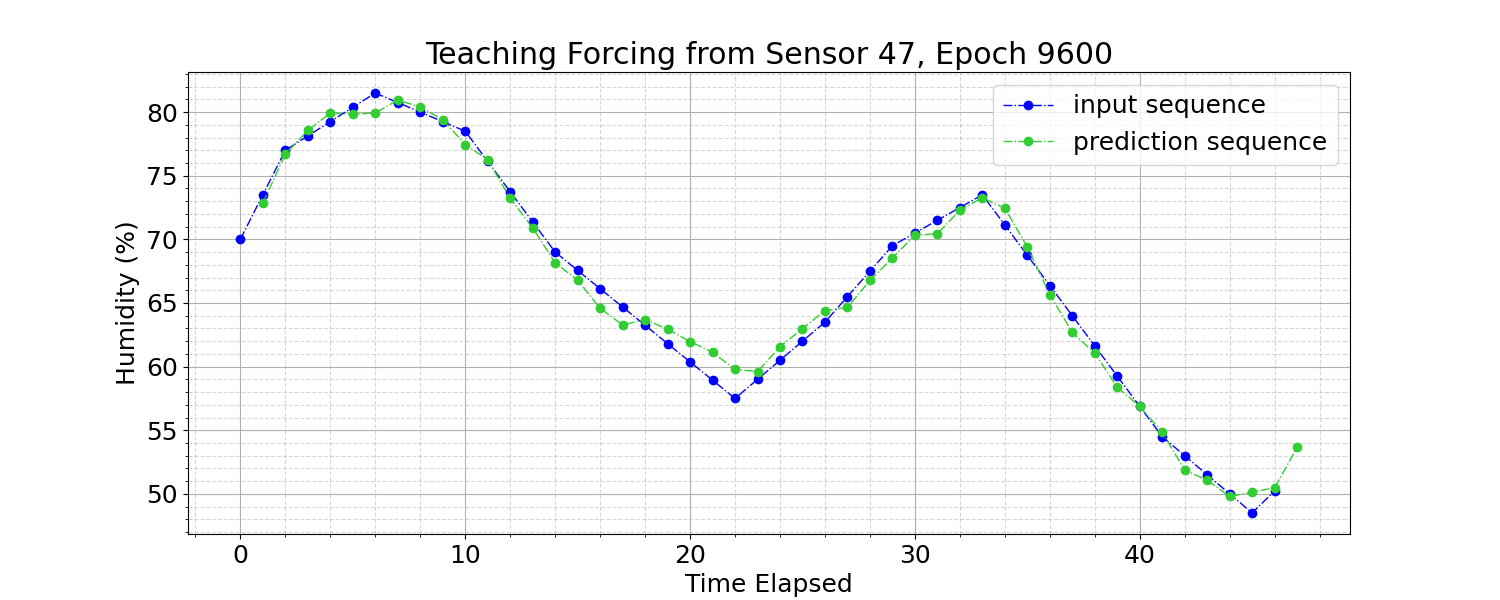 Teaching Forcing from Sensor 47, Epoch 9600
input sequence
prediction sequence
Humidity (%)
80
75
70
65
60
55
50
0 10 20 30 40
Time Elapsed